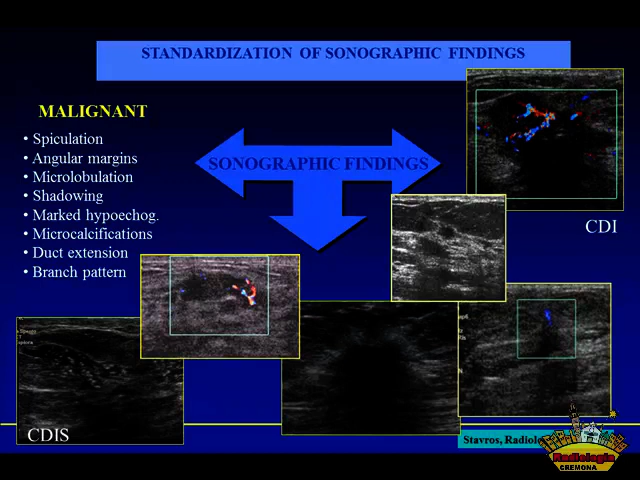 STANDARDIZATION OF SONOGRAPHIC FINDINGS
MALIGNANT
• Spiculation
• Angular margins
• Microlobulation
• Shadowing
• Marked hypoechog.
• Microcalcifications
• Duct extension
• Branch pattern
SONOGRAPHIC FINDINGS
CDI
CDIS
Stavros, Radiolo
Radiologia
CREMONA